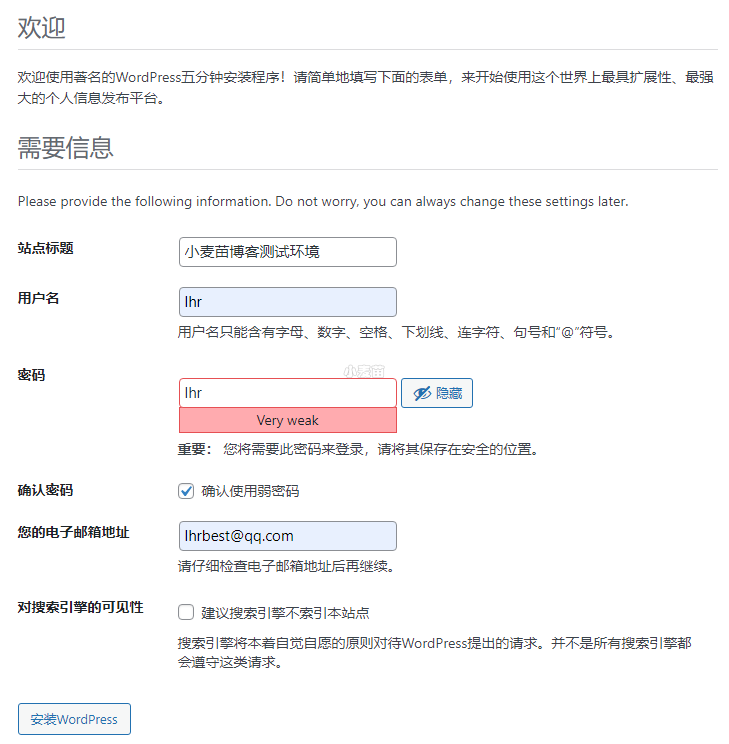 欢迎
欢迎使用著名的WordPress五分钟安装程序！请简单地填写下面的表单，来开始使用这个世界上最具扩展性、最强
大的个人信息发布平台。
需要信息
Please provide the following information. Do not worry, you can always change these settings later.
站点标题
小麦苗博客测试环境
用户名
lhr
用户名只能含有字母、数字、空格、下划线、连字符、句号和“@”符号。
小麦苗
密码
lhr
隐藏
Very weak
重要： 您将需要此密码来登录，请将其保存在安全的位置。
确认密码
确认使用弱密码
您的电子邮箱地址
lhrbest@qq.com
请仔细检查电子邮箱地址后再继续。
对搜索引擎的可见性
建议搜索引擎不索引本站点
搜索引擎将本着自觉自愿的原则对待WordPress提出的请求。并不是所有搜索引擎都
会遵守这类请求。
安装WordPress